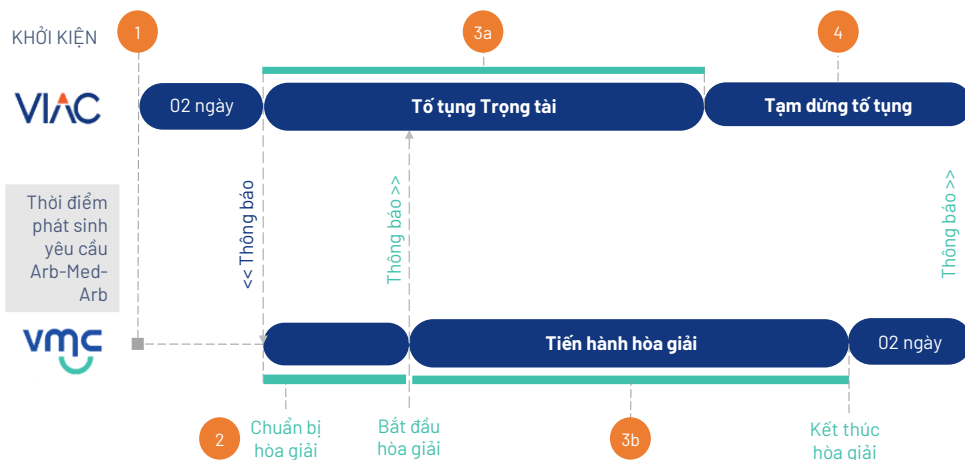 KHỞI KIỆN
1
3a
4
VIAC
02 ngày
Tố tụng Trọng tài
Tạm dừng tố tụng
Thời điểm
phát sinh
yêu cầu
Arb-Med-
Arb
<< Thông báo
Thông báo >>
Thông báo >>
vmc
Tiến hành hòa giải
02 ngày
2
Chuẩn bị
hòa giải
Bắt đầu
hòa giải
3b
Kết thúc
hòa giải